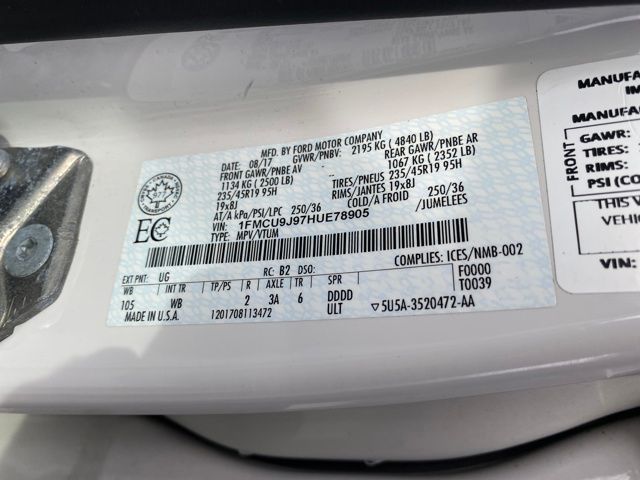 MFD. BY FORD MOTOR COMPANY
DATE: 08/17 GVWR/PNBV: 2195 KG ( 4840 LB)
FRONT GAWR/PNBE AV REAR GAWR/PNBE AR
1134 KG ( 2500 LB) 1067 KG ( 2352 LB)
235/45R19 95H TIRES/PNEUS 235/45R19 95H
19x8J RIMS/JANTES 19x8J
AT/A kPa/PSI/LPC 250/36 COLD/A FROID 250/36
VIN: 1FMCU9J97HUE78905 /JUMELEES
TYPE: MPV/VTUM
EC
CANADA
TRANSPORT
COMPLIES: ICES/NMB-002
EXT PNT: UG RC: B2 DSO: F0000
WB INT TR TP/PS R AXLE TR SPR T0039
105 WB 2 3A 6 DDDD
MADE IN U.S.A. 1201708113472 ULT ▽5U5A-3520472-AA
MANUFA
IM
MANUFA
FRONT
GAWR:
TIRES:
RIMS:
PSI (CO
THIS V
VEHIC
VIN: